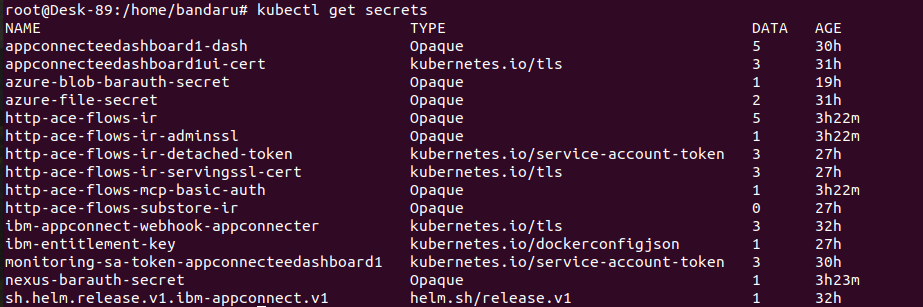 root@Desk-89:/home/bandaru# kubectl get secrets
NAME TYPE DATA AGE
appconnecteedashboard1-dash Opaque 5 30h
appconnecteedashboard1ui-cert kubernetes.io/tls 3 31h
azure-blob-barauth-secret Opaque 1 19h
azure-file-secret Opaque 2 31h
http-ace-flows-ir Opaque 5 3h22m
http-ace-flows-ir-adminssl Opaque 1 3h22m
http-ace-flows-ir-detached-token kubernetes.io/service-account-token 3 27h
http-ace-flows-ir-servingssl-cert kubernetes.io/tls 3 27h
http-ace-flows-mcp-basic-auth Opaque 1 3h22m
http-ace-flows-substore-ir Opaque 0 27h
ibm-appconnect-webhook-appconnecter kubernetes.io/tls 3 32h
ibm-entitlement-key kubernetes.io/dockerconfigjson 1 27h
monitoring-sa-token-appconnecteedashboard1 kubernetes.io/service-account-token 3 30h
nexus-barauth-secret Opaque 1 3h23m
sh.helm.release.v1.ibm-appconnect.v1 helm.sh/release.v1 1 32h